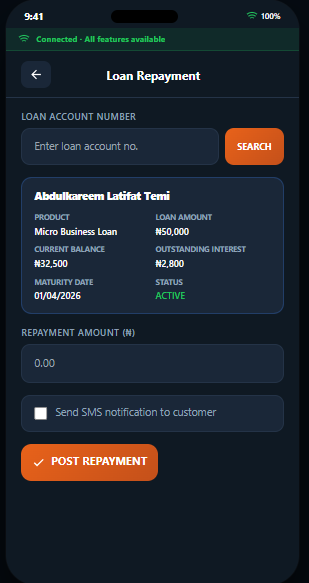 9:41 100%
Connected · All features available
Loan Repayment
LOAN ACCOUNT NUMBER
Enter loan account no. SEARCH
Abdulkareem Latifat Temi
PRODUCT LOAN AMOUNT
Micro Business Loan ₦50,000
CURRENT BALANCE OUTSTANDING INTEREST
₦32,500 ₦2,800
MATURITY DATE STATUS
01/04/2026 ACTIVE
REPAYMENT AMOUNT (₦)
0.00
Send SMS notification to customer
POST REPAYMENT